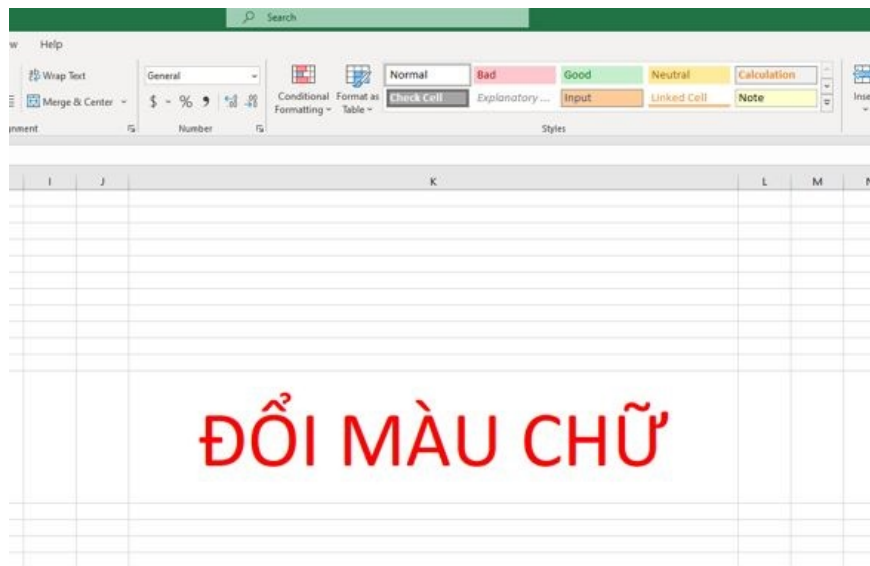 Search
Help
Wrap Text
General
Merge & Center
$ - % 9
Conditional Formatting
Format as Table
Normal
Bad
Good
Neutral
Calculation
Check Cell
Explanatory ...
Input
Linked Cell
Note
Number
Styles
I J K L M
ĐỔI MÀU CHỮ